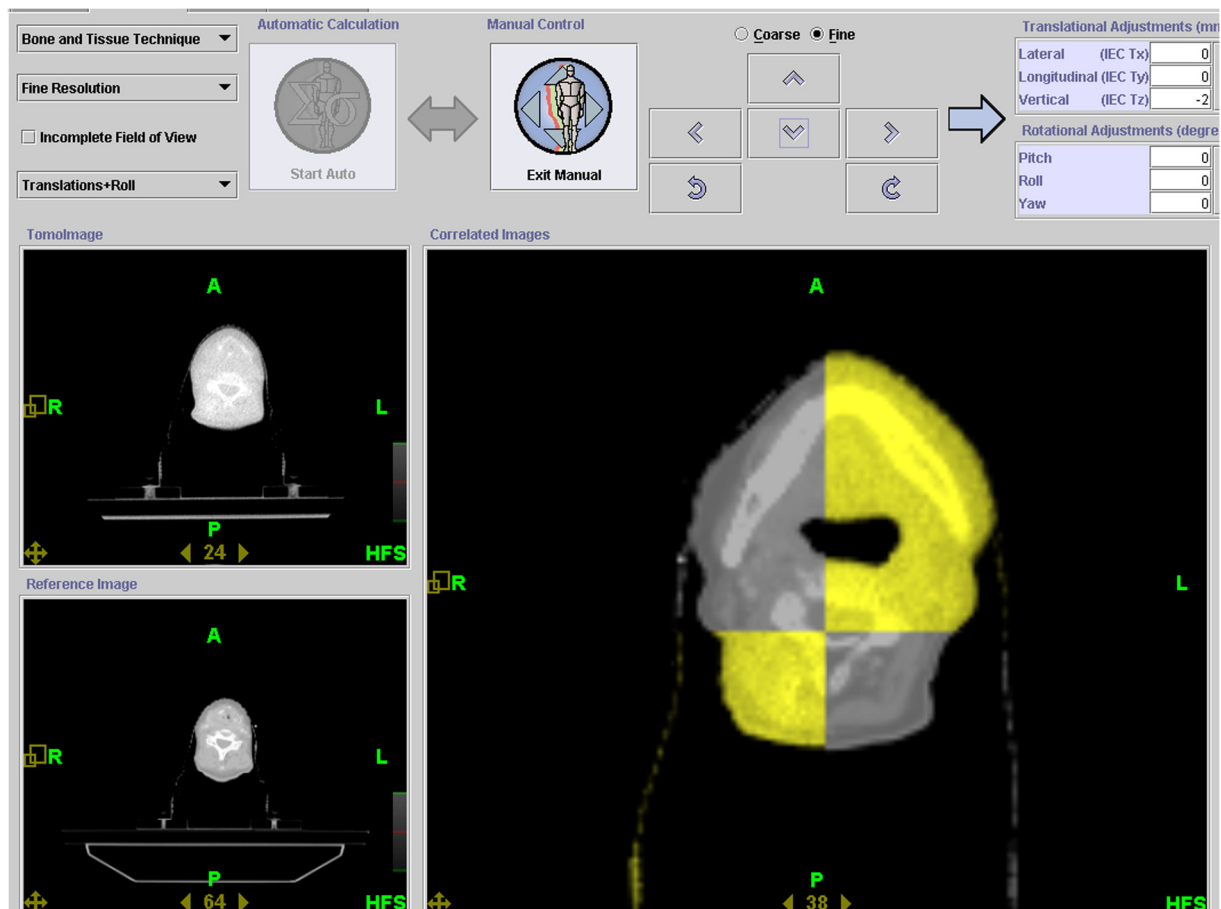 Automatic Calculation
Manual Control
Bone and Tissue Technique
Fine Resolution
Incomplete Field of View
Translations+Roll
Start Auto
Exit Manual
Coarse
Fine
Translational Adjustments (mm
Lateral (IEC Tx) 0
Longitudinal (IEC Ty) 0
Vertical (IEC Tz) -2
Rotational Adjustments (degre
Pitch 0
Roll 0
Yaw 0
TomoImage
A
R
L
P
24
HFS
Reference Image
A
R
L
P
64
HFS
Correlated Images
A
R
L
P
38
HFS